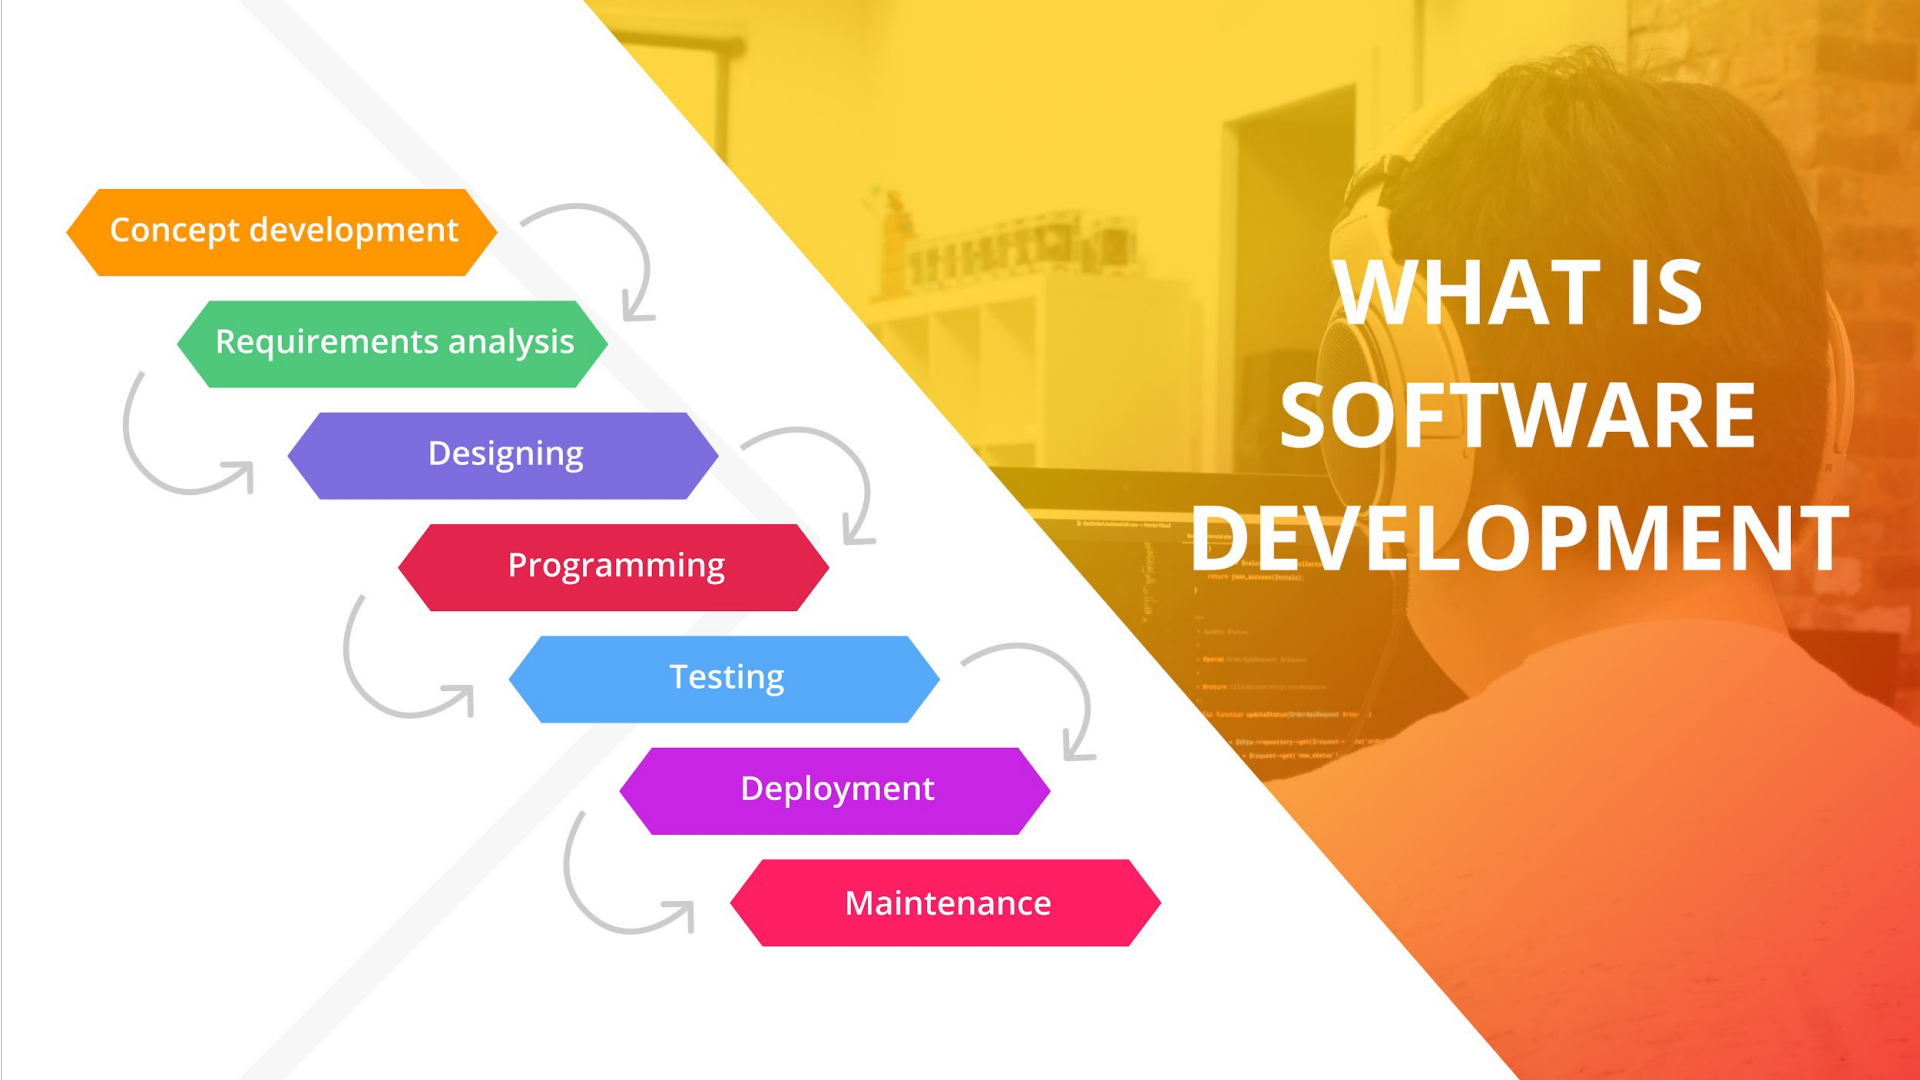 Concept development
Requirements analysis
Designing
Programming
Testing
Deployment
Maintenance
WHAT IS
SOFTWARE
DEVELOPMENT